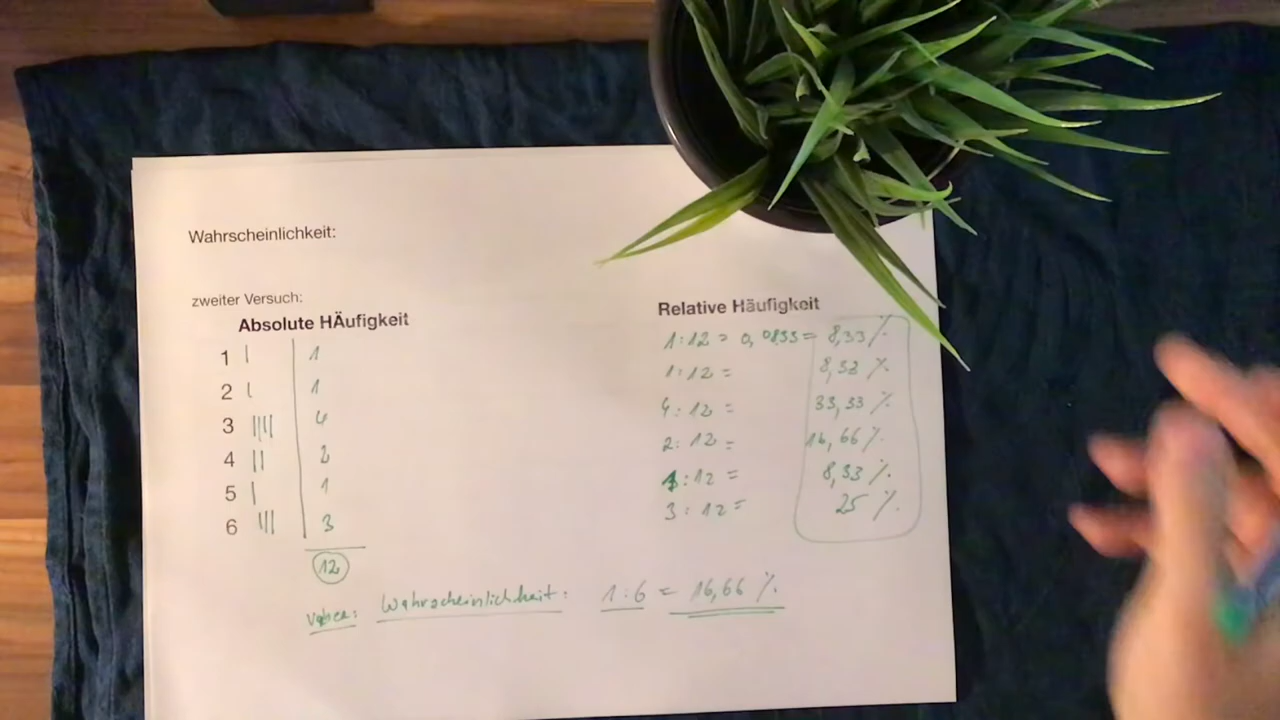 Wahrscheinlichkeit:
zweiter Versuch:
Absolute HÄufigkeit
1 | 1
2 | 1
3 |||| 4
4 || 2
5 | 1
6 ||| 3
12
Relative Häufigkeit
1:12 = 0,0833 = 8,33 %
1:12 = 8,33 %
4:12 = 33,33 %
2:12 = 16,66 %
1:12 = 8,33 %
3:12 = 25 %
Wahrscheinlichkeit: 1:6 = 16,66 %